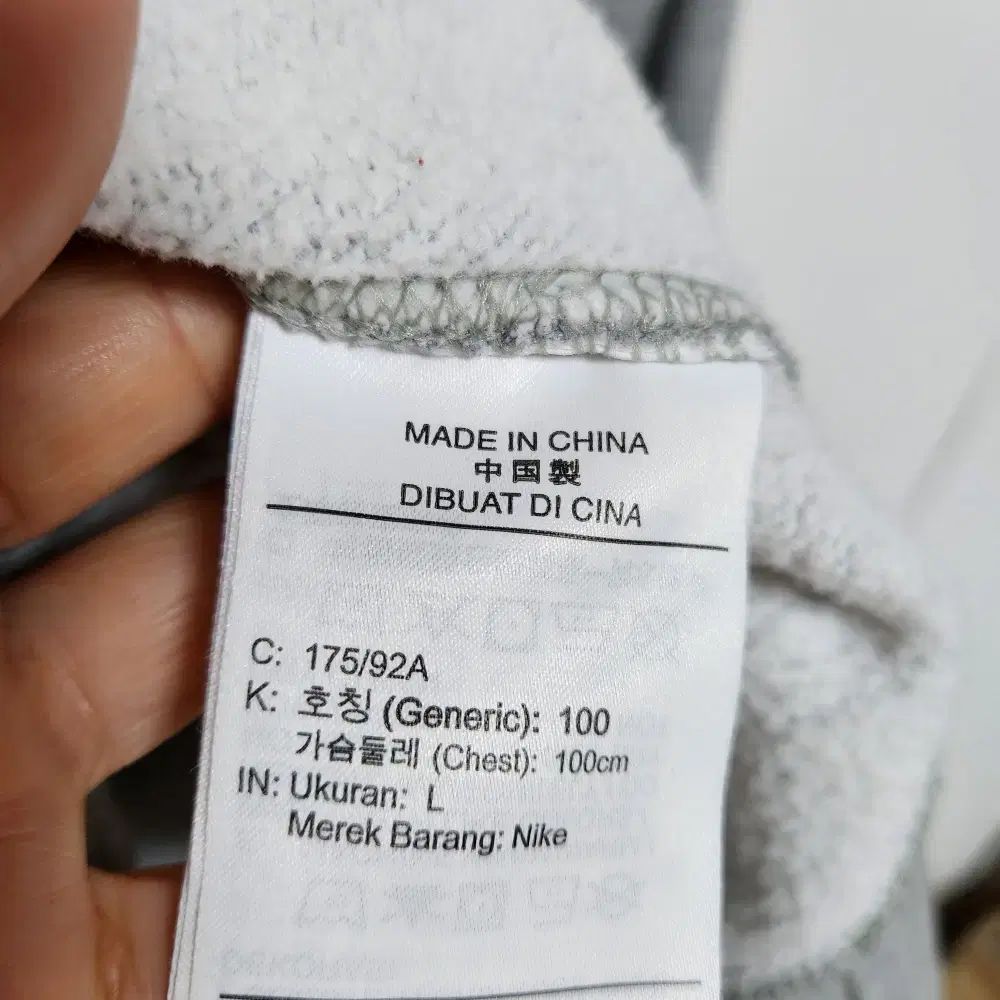 MADE IN CHINA
中国製
DIBUAT DI CINA
C: 175/92A
K: 호칭 (Generic): 100
가슴둘레 (Chest): 100cm
IN: Ukuran: L
Merek Barang: Nike